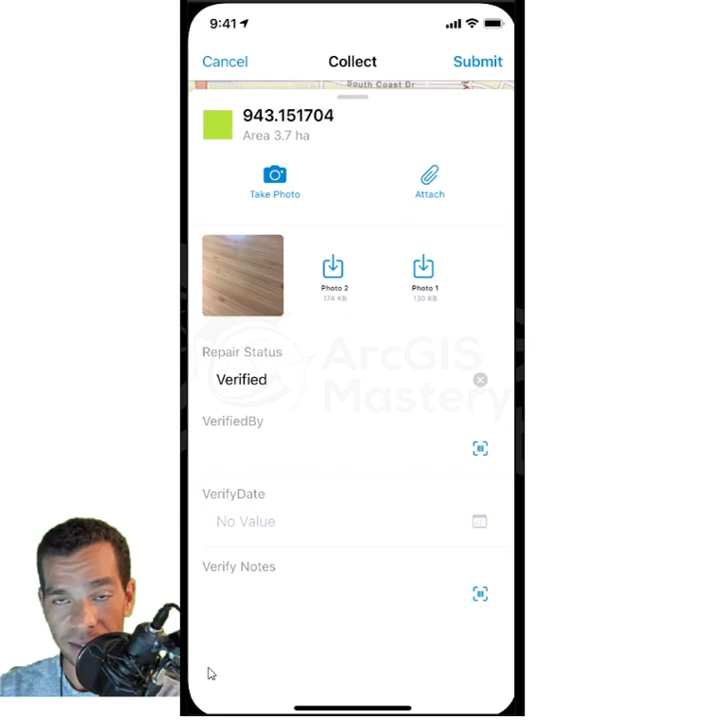 9:41
Cancel Collect Submit
South Coast Dr
943.151704
Area 3.7 ha
Take Photo Attach
Photo 2 Photo 1
174 KB 130 KB
Repair Status
ArcGIS
Verified
Mastery
VerifiedBy
VerifyDate
No Value
Verify Notes